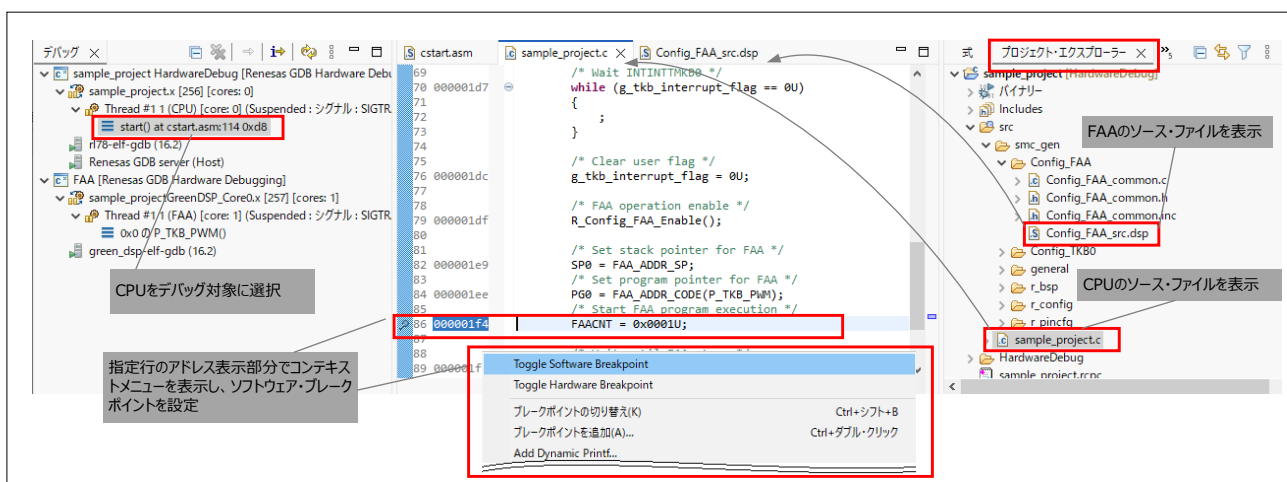 デバッグ
sample_project HardwareDebug [Renesas GDB Hardware Debu
sample_project.x [256] [cores: 0]
Thread #1 1 (CPU) [core: 0] (Suspended : シグナル : SIGTR
start() at cstart.asm:114 0xd8
rl78-elf-gdb (16.2)
Renesas GDB server (Host)
FAA [Renesas GDB Hardware Debugging]
sample_projectGreenDSP_Core0.x [257] [cores: 1]
Thread #1 1 (FAA) [core: 1] (Suspended : シグナル : SIGTR
0x0 の P_TKB_PWM()
green_dsp-elf-gdb (16.2)
CPUをデバッグ対象に選択
指定行のアドレス表示部分でコンテキス
トメニューを表示し、ソフトウェア・ブレーク
ポイントを設定
cstart.asm
sample_project.c
Config_FAA_src.dsp
69 /* Wait INTINTTMKB0 */
70 000001d7 while (g_tkb_interrupt_flag == 0U)
71 {
72 ;
73 }
74
75 /* Clear user flag */
76 000001dc g_tkb_interrupt_flag = 0U;
77
78 /* FAA operation enable */
79 000001df R_Config_FAA_Enable();
80
81 /* Set stack pointer for FAA */
82 000001e9 SP0 = FAA_ADDR_SP;
83 /* Set program pointer for FAA */
84 000001ee PG0 = FAA_ADDR_CODE(P_TKB_PWM);
85 /* Start FAA program execution */
86 000001f4 FAACNT = 0x0001U;
87
88
89 000001f
Toggle Software Breakpoint
Toggle Hardware Breakpoint
ブレークポイントの切り替え(K) Ctrl+シフト+B
ブレークポイントを追加(A)... Ctrl+ダブル・クリック
Add Dynamic Printf...
式
プロジェクト・エクスプローラー
»5
sample_project [HardwareDebug]
バイナリー
Includes
src
smc_gen
Config_FAA
Config_FAA_common.c
Config_FAA_common.h
Config_FAA_common.inc
Config_FAA_src.dsp
Config_TKB0
general
r_bsp
r_config
r_pincfg
sample_project.c
HardwareDebug
sample_project.rcpc
FAAのソース・ファイルを表示
CPUのソース・ファイルを表示